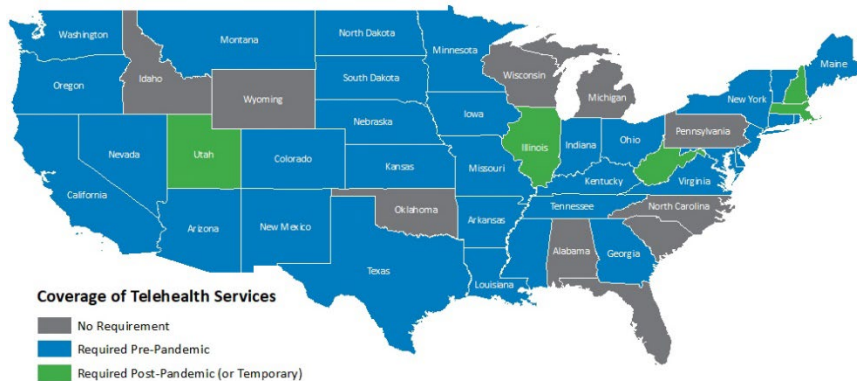 Washington
Montana
North Dakota
Minnesota
Maine
Oregon
Idaho
Wisconsin
South Dakota
Wyoming
Michigan
New York
Iowa
Nebraska
Pennsylvania
Nevada
Utah
Illinois
Indiana
Ohio
Colorado
Kansas
Missouri
Kentucky
Virginia
California
Oklahoma
Tennessee
North Carolina
Arizona
New Mexico
Arkansas
Alabama
Georgia
Texas
Louisiana
Coverage of Telehealth Services
No Requirement
Required Pre-Pandemic
Required Post-Pandemic (or Temporary)